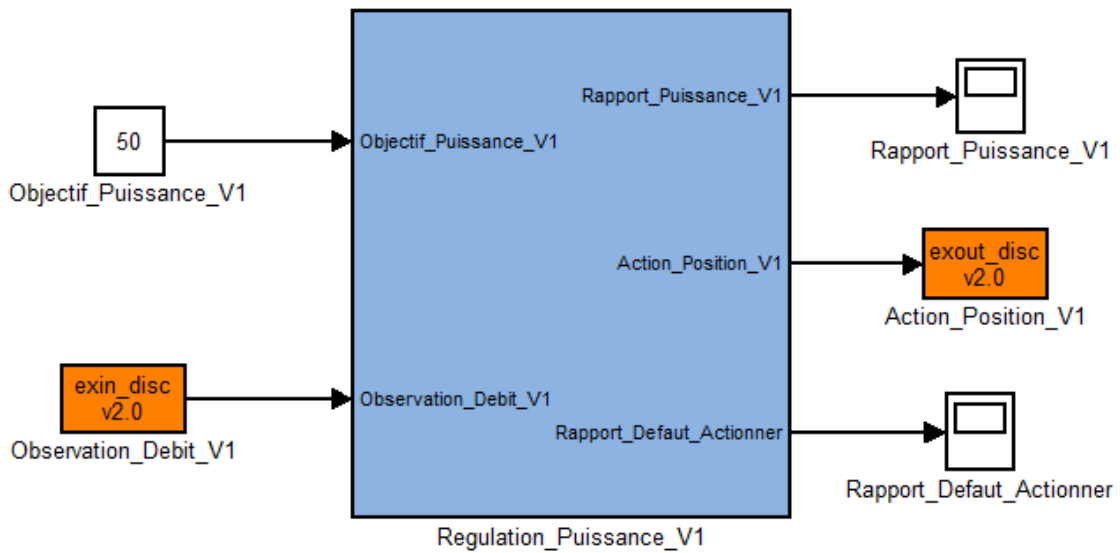 Rapport_Puissance_V1
50
Objectif_Puissance_V1
Rapport_Puissance_V1
Objectif_Puissance_V1
Action_Position_V1
exout_disc
v2.0
Action_Position_V1
exin_disc
v2.0
Observation_Debit_V1
Observation_Debit_V1
Rapport_Defaut_Actionner
Rapport_Defaut_Actionner
Regulation_Puissance_V1